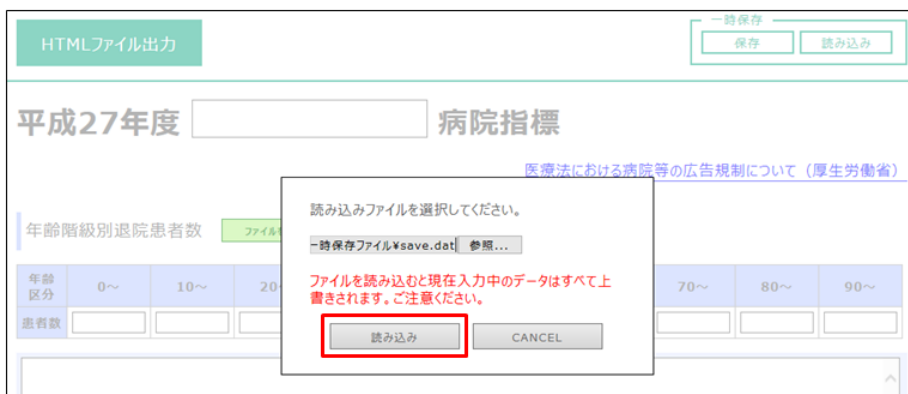 HTMLファイル出力
一時保存
保存
読み込み
平成27年度
病院指標
医療法における病院等の広告規制について（厚生労働省）
年齢階級別退院患者数
ファイル
読み込みファイルを選択してください。
一時保存ファイル¥save.dat
参照...
ファイルを読み込むと現在入力中のデータはすべて上
書きされます。ご注意ください。
読み込み
CANCEL
年齢
区分
0～
10～
20
70～
80～
90～
患者数